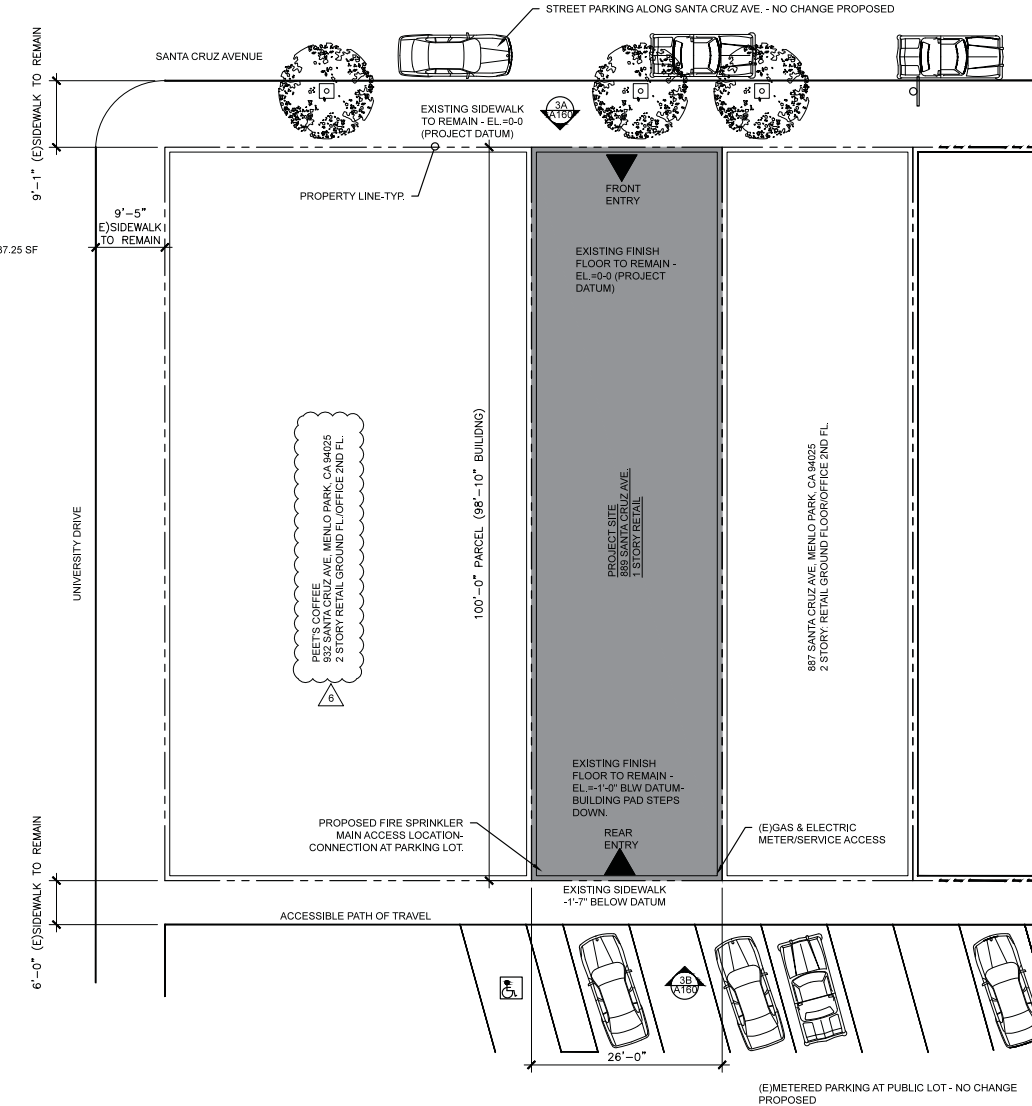 STREET PARKING ALONG SANTA CRUZ AVE. - NO CHANGE PROPOSED
SANTA CRUZ AVENUE
9'-1" (E)SIDEWALK TO REMAIN
EXISTING SIDEWALK
TO REMAIN - EL.=0-0
(PROJECT DATUM)
3A
A160
PROPERTY LINE-TYP.
FRONT
ENTRY
9'-5"
E)SIDEWALK
TO REMAIN
37.25 SF
EXISTING FINISH
FLOOR TO REMAIN -
EL.=0-0 (PROJECT
DATUM)
UNIVERSITY DRIVE
PEET'S COFFEE
932 SANTA CRUZ AVE, MENLO PARK, CA 94025
2 STORY RETAIL GROUND FL./OFFICE 2ND FL.
6
100'-0" PARCEL (98'-10" BUILIDNG)
PROJECT SITE
889 SANTA CRUZ AVE.
1 STORY RETAIL
887 SANTA CRUZ AVE, MENLO PARK, CA 94025
2 STORY: RETAIL GROUND FLOOR/OFFICE 2ND FL.
EXISTING FINISH
FLOOR TO REMAIN -
EL.=-1'-0" BLW DATUM-
BUILDING PAD STEPS
DOWN.
PROPOSED FIRE SPRINKLER
MAIN ACCESS LOCATION-
CONNECTION AT PARKING LOT.
REAR
ENTRY
(E)GAS & ELECTRIC
METER/SERVICE ACCESS
6'-0" (E)SIDEWALK TO REMAIN
EXISTING SIDEWALK
-1'-7" BELOW DATUM
ACCESSIBLE PATH OF TRAVEL
3B
A160
26'-0"
(E)METERED PARKING AT PUBLIC LOT - NO CHANGE
PROPOSED